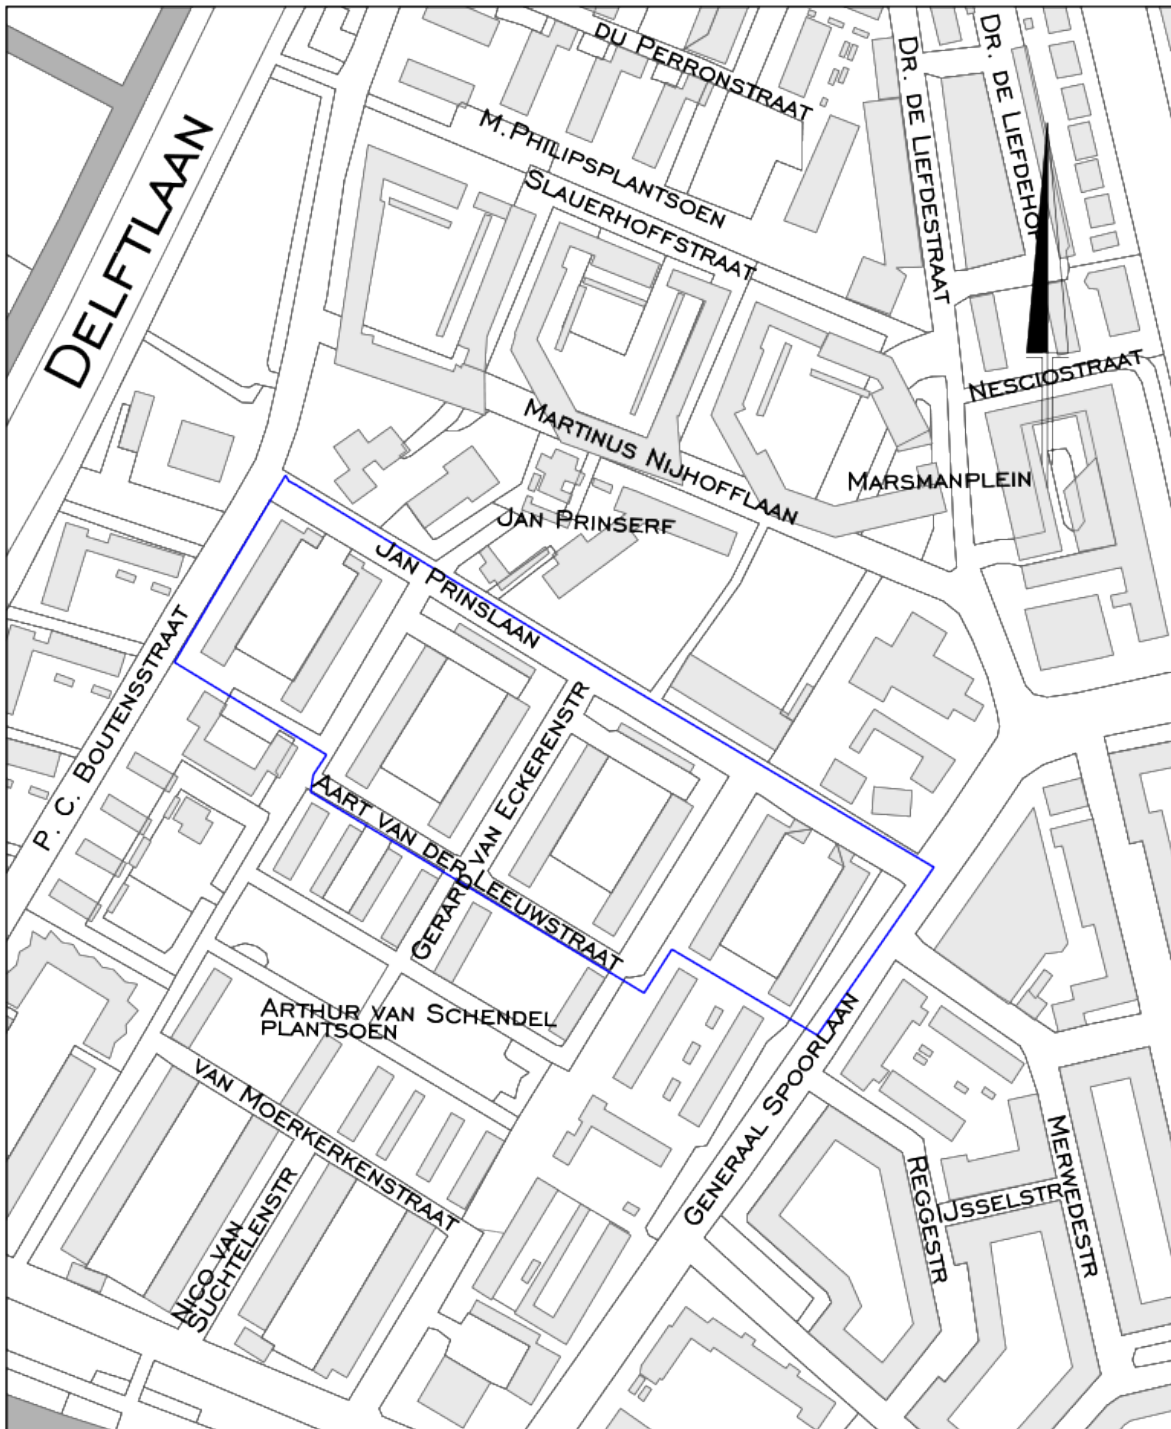 DU PERRONSTRAAT
M. PHILIPSPLANTSOEN
SLAUERHOFFSTRAAT
DR. DE LIEFDESTRAAT
DR. DE LIEFDEHOF
DELFTLAAN
NESCIOSTRAAT
MARTINUS NIJHOFFLAAN
MARSMANPLEIN
JAN PRINSERF
JAN PRINSLAAN
P. C. BOUTENSSTRAAT
GERARD VAN ECKERENSTR
AART VAN DER LEEUWSTRAAT
ARTHUR VAN SCHENDEL
PLANTSOEN
VAN MOERKERKENSTRAAT
NICO VAN
SUCHTELENSTR
GENERAAL SPOORLAAN
REGGESTR
IJSSELSTR
MERWEDESTR